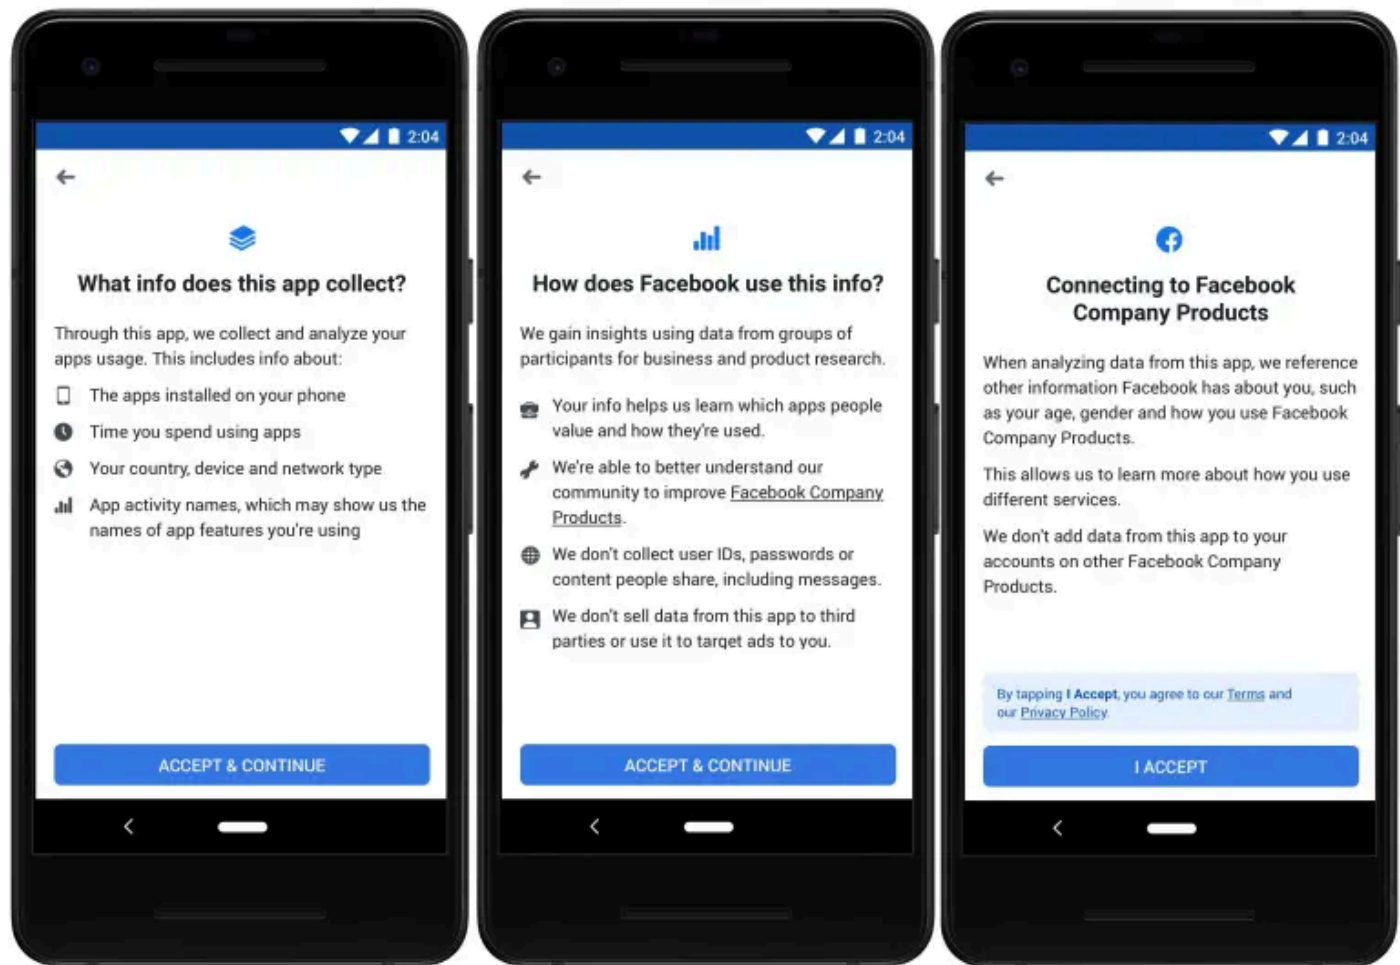 2:04
What info does this app collect?
Through this app, we collect and analyze your
apps usage. This includes info about:
The apps installed on your phone
Time you spend using apps
Your country, device and network type
App activity names, which may show us the
names of app features you're using
ACCEPT & CONTINUE
2:04
How does Facebook use this info?
We gain insights using data from groups of
participants for business and product research.
Your info helps us learn which apps people
value and how they're used.
We're able to better understand our
community to improve Facebook Company
Products.
We don't collect user IDs, passwords or
content people share, including messages.
We don't sell data from this app to third
parties or use it to target ads to you.
ACCEPT & CONTINUE
2:04
Connecting to Facebook
Company Products
When analyzing data from this app, we reference
other information Facebook has about you, such
as your age, gender and how you use Facebook
Company Products.
This allows us to learn more about how you use
different services.
We don't add data from this app to your
accounts on other Facebook Company
Products.
By tapping I Accept, you agree to our Terms and
our Privacy Policy.
I ACCEPT